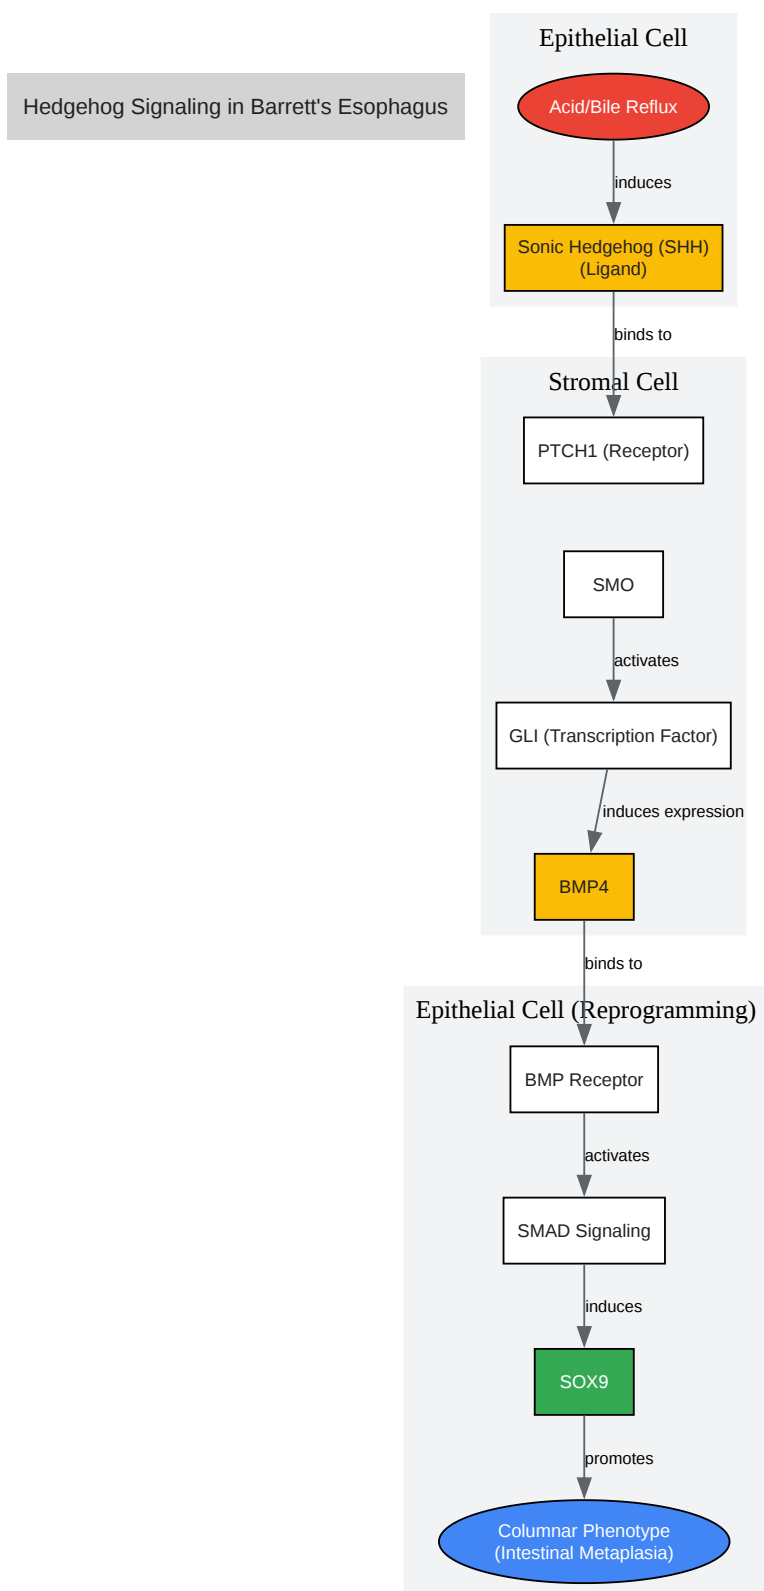 Epithelial Cell
Hedgehog Signaling in Barrett's Esophagus
Acid/Bile Reflux
induces
Sonic Hedgehog (SHH)
(Ligand)
binds to
Stromal Cell
PTCH1 (Receptor)
SMO
activates
GLI (Transcription Factor)
induces expression
BMP4
binds to
Epithelial Cell (Reprogramming)
BMP Receptor
activates
SMAD Signaling
induces
SOX9
promotes
Columnar Phenotype
(Intestinal Metaplasia)